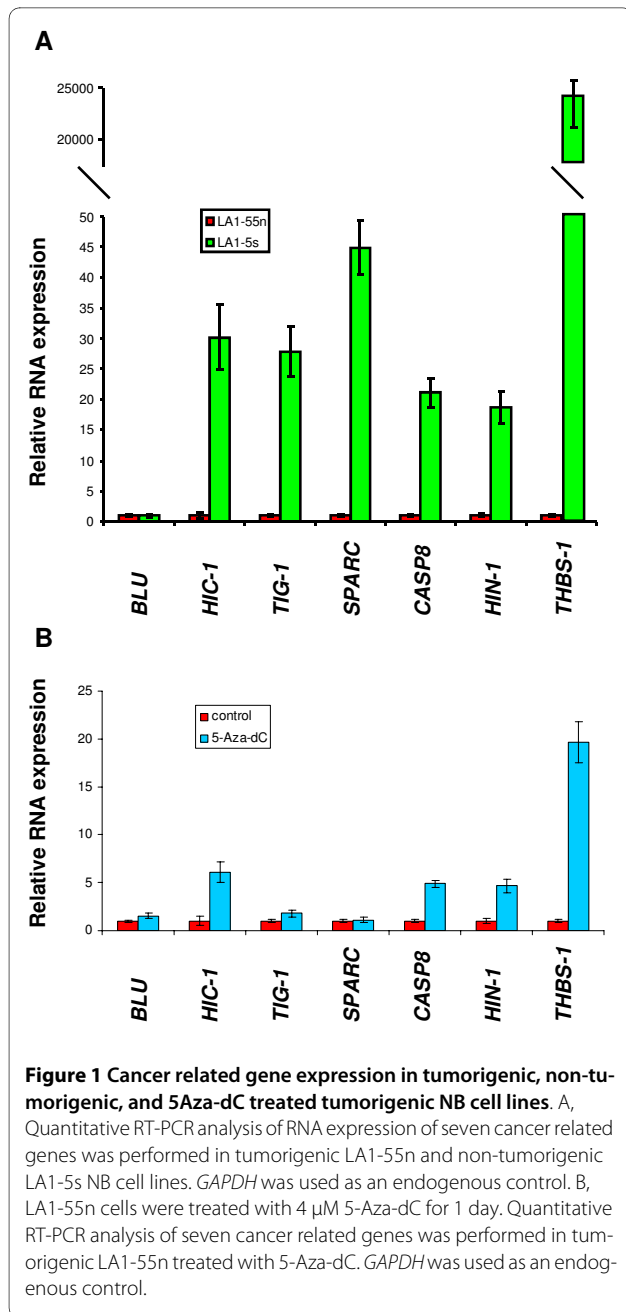 A
25000
20000
50
45
40
35
30
25
20
15
10
5
0
Relative RNA expression
LA1-55n
LA1-5s
BLU
HIC-1
TIG-1
SPARC
CASP8
HIN-1
THBS-1
B
25
20
15
10
5
0
Relative RNA expression
control
5-Aza-dC
BLU
HIC-1
TIG-1
SPARC
CASP8
HIN-1
THBS-1
Figure 1 Cancer related gene expression in tumorigenic, non-tu-
morigenic, and 5Aza-dC treated tumorigenic NB cell lines. A,
Quantitative RT-PCR analysis of RNA expression of seven cancer related
genes was performed in tumorigenic LA1-55n and non-tumorigenic
LA1-5s NB cell lines. GAPDH was used as an endogenous control. B,
LA1-55n cells were treated with 4 μM 5-Aza-dC for 1 day. Quantitative
RT-PCR analysis of seven cancer related genes was performed in tum-
origenic LA1-55n treated with 5-Aza-dC. GAPDH was used as an endog-
enous control.